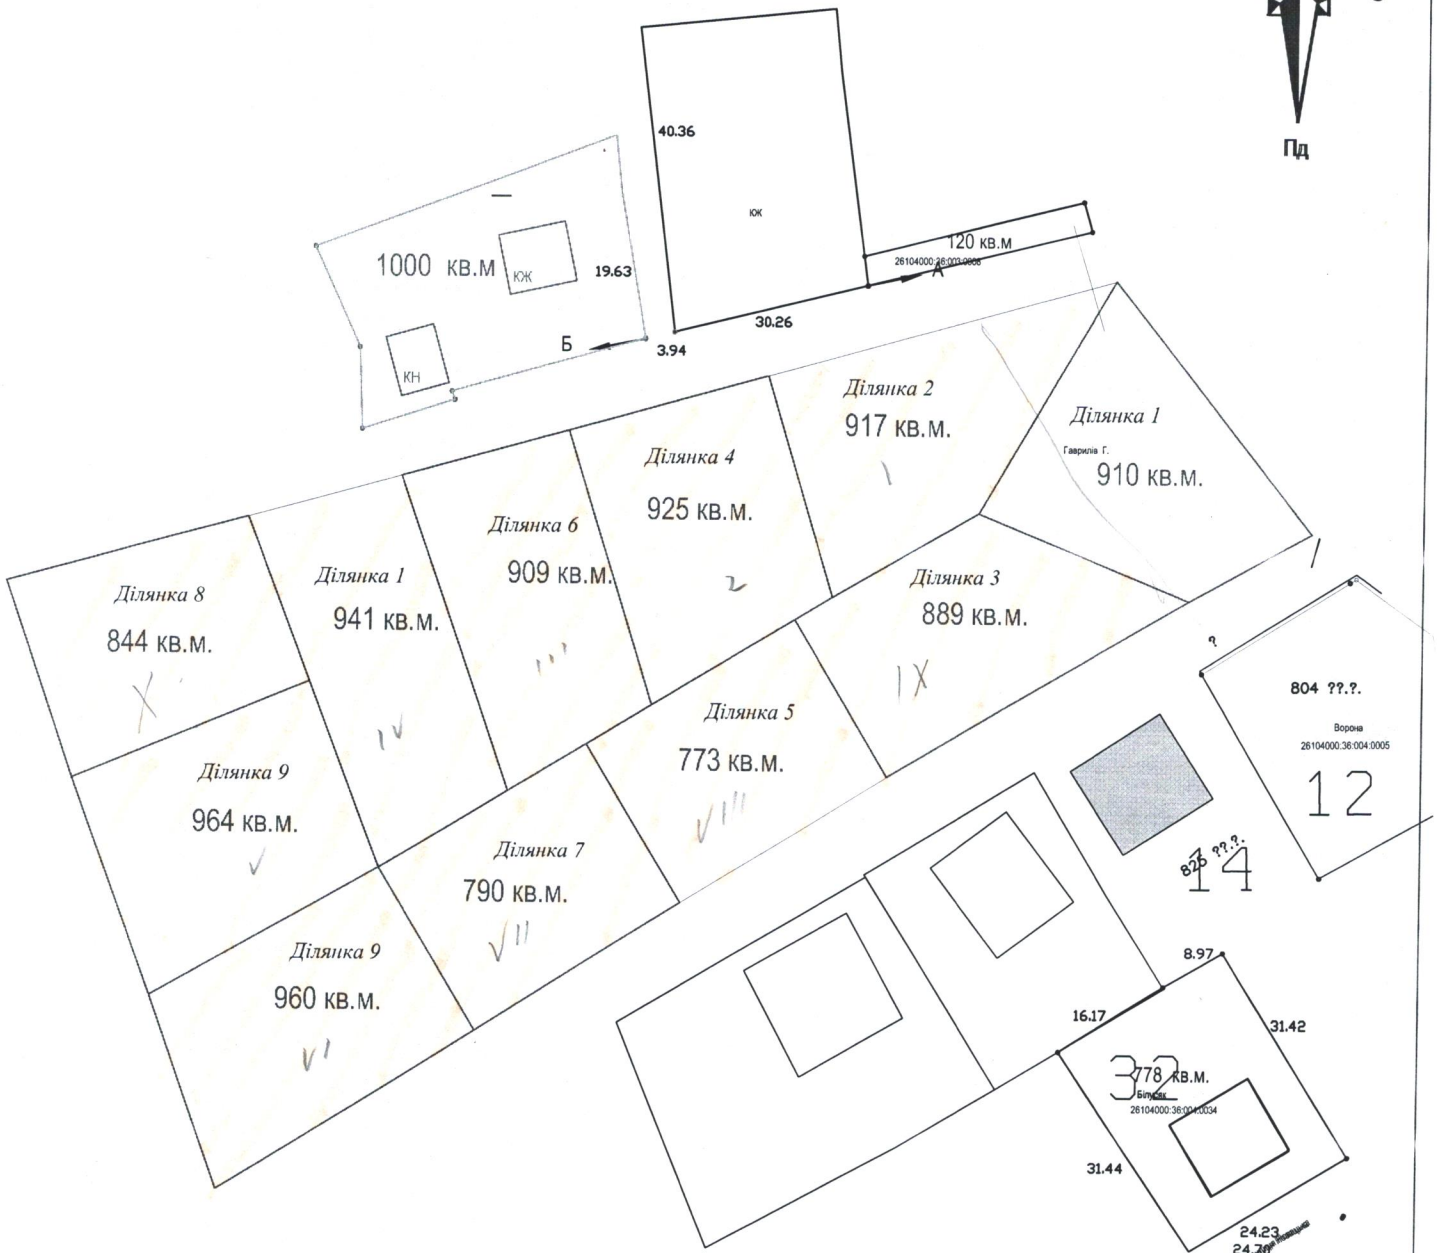 Пд
40.36
кж
1000 кв.м
КЖ
19.63
120 кв.м
26104000:36:003:0006
А
30.26
Б
3.94
КН
Ділянка 2
917 кв.м.
I
Ділянка 1
Гаврилів Г.
910 кв.м.
Ділянка 4
925 кв.м.
2
Ділянка 6
909 кв.м.
III
Ділянка 1
941 кв.м.
IV
Ділянка 8
844 кв.м.
X
Ділянка 3
889 кв.м.
IX
?
804 ??.?.
Ворона
26104000:36:004:0005
12
Ділянка 5
773 кв.м.
VIII
Ділянка 9
964 кв.м.
V
Ділянка 7
790 кв.м.
VII
??.?.
14
Ділянка 9
960 кв.м.
VI
8.97
16.17
31.42
32
778 кв.м.
Білусяк
26104000:36:004:0034
31.44
24.23